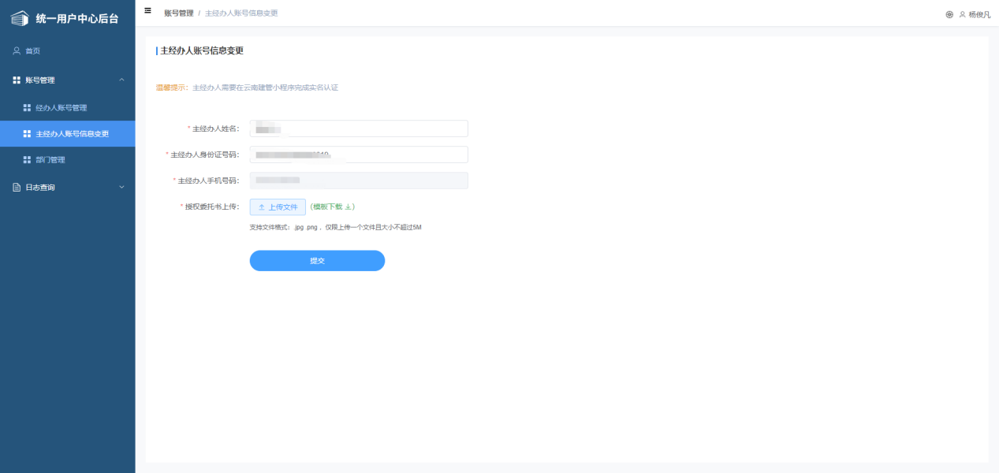 统一用户中心后台
账号管理 / 主经办人账号信息变更
杨俊凡
首页
账号管理
经办人账号管理
主经办人账号信息变更
部门管理
日志查询
主经办人账号信息变更
温馨提示：主经办人需要在云南建管小程序完成实名认证
* 主经办人姓名：
* 主经办人身份证号码：
* 主经办人手机号码：
* 授权委托书上传： 上传文件 (模板下载)
支持文件格式：.jpg .png ，仅限上传一个文件且大小不超过5M
提交